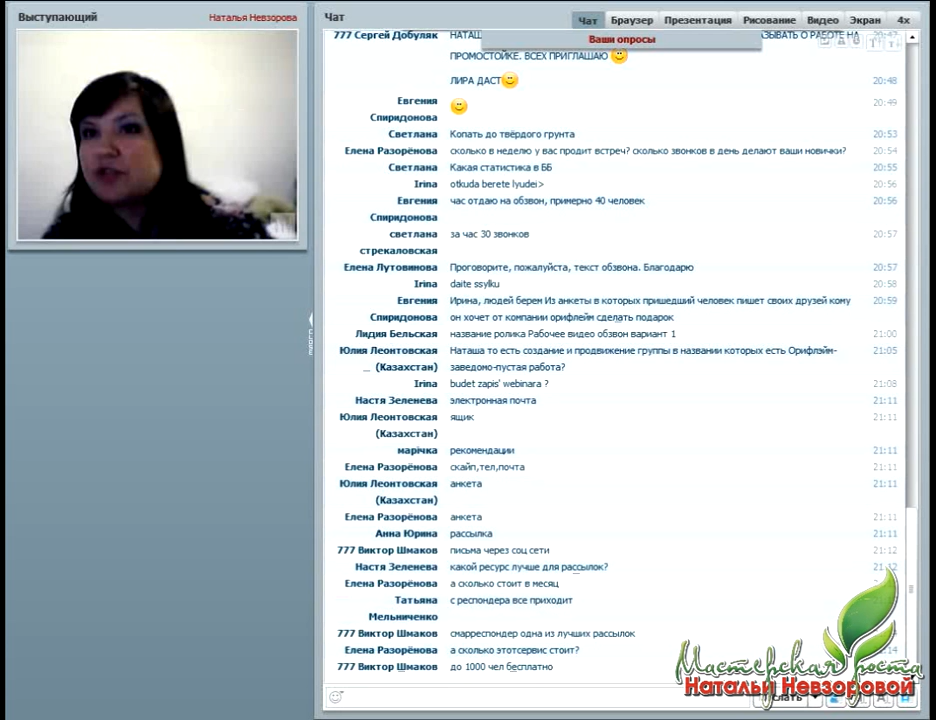 Выступающий
Наталья Невзорова
Чат
Чат Браузер Презентация Рисование Видео Экран 4x
Ваши опросы
777 Сергей Добуляк НАТАШ АЗЫВАТЬ О РАБОТЕ НА
ПРОМОСТОЙКЕ. ВСЕХ ПРИГЛАШАЮ
ЛИРА ДАСТ 20:48
Евгения 20:49
Спиридонова
Светлана Копать до твёрдого грунта 20:53
Елена Разорёнова сколько в неделю у вас продит встреч? сколько звонков в день делают ваши новички? 20:54
Светлана Какая статистика в ББ 20:55
Irina otkuda berete lyudei> 20:56
Евгения час отдаю на обзвон, примерно 40 человек 20:56
Спиридонова
светлана за час 30 звонков 20:57
стрекаловская
Елена Лутовинова Проговорите, пожалуйста, текст обзвона. Благодарю 20:57
Irina daite ssylku 20:58
Евгения Ирина, людей берем Из анкеты в которых пришедший человек пишет своих друзей кому 20:59
Спиридонова он хочет от компании орифлейм сделать подарок
Лидия Бельская название ролика Рабочее видео обзвон вариант 1 21:00
Юлия Леонтовская Наташа то есть создание и продвижение группы в названии которых есть Орифлэйм- 21:05
_ (Казахстан) заведомо-пустая работа?
Irina budet zapis' webinara ? 21:08
Настя Зеленева электронная почта 21:11
Юлия Леонтовская ящик 21:11
(Казахстан)
марічка рекомендации 21:11
Елена Разорёнова скайп,тел,почта 21:11
Юлия Леонтовская анкета 21:11
(Казахстан)
Елена Разорёнова анкета 21:11
Анна Юрина рассылка 21:11
777 Виктор Шмаков письма через соц сети 21:12
Настя Зеленева какой ресурс лучше для рассылок? 21:12
Елена Разорёнова а сколько стоит в месяц
Татьяна с респондера все приходит
Мельниченко
777 Виктор Шмаков смарреспондер одна из лучших рассылок
Елена Разорёнова а сколько этотсервис стоит? :14
777 Виктор Шмаков до 1000 чел бесплатно
Мастерская роста
Натальи Невзоровой
слать